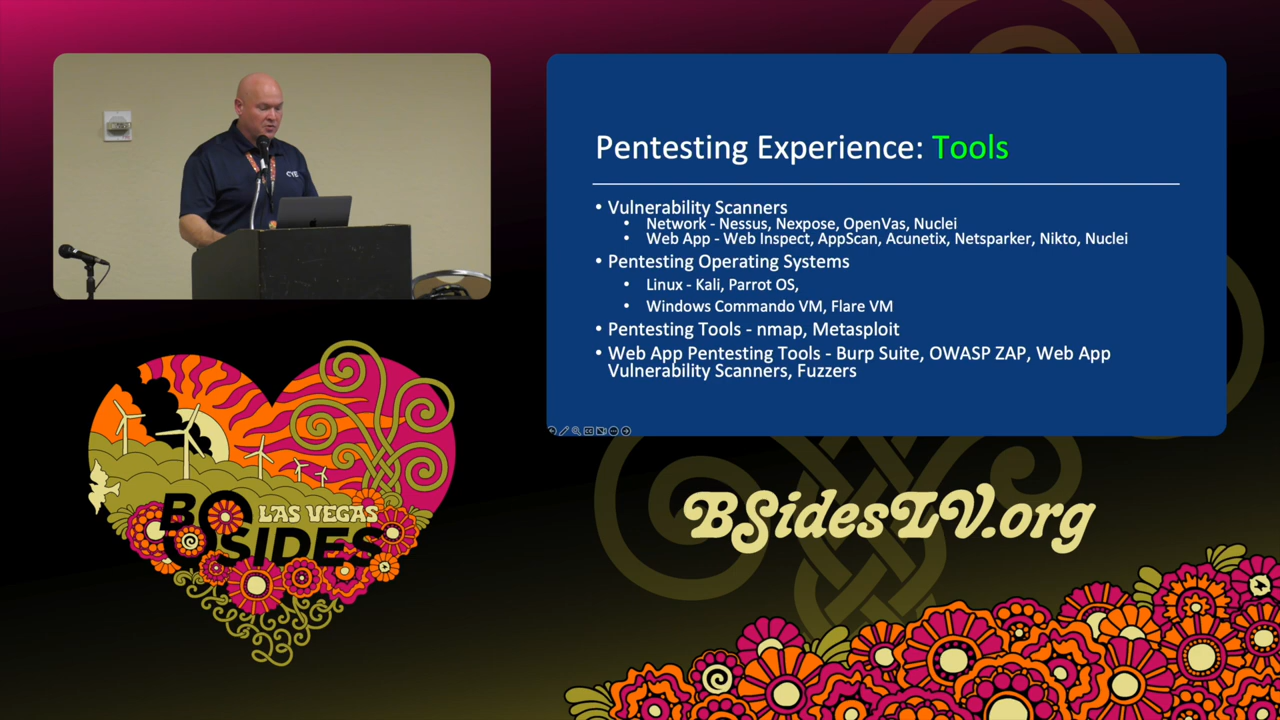 CYE
Pentesting Experience: Tools
• Vulnerability Scanners
• Network - Nessus, Nexpose, OpenVas, Nuclei
• Web App - Web Inspect, AppScan, Acunetix, Netsparker, Nikto, Nuclei
• Pentesting Operating Systems
• Linux - Kali, Parrot OS,
• Windows Commando VM, Flare VM
• Pentesting Tools - nmap, Metasploit
• Web App Pentesting Tools - Burp Suite, OWASP ZAP, Web App
Vulnerability Scanners, Fuzzers
LAS VEGAS
BSIDES
23
BSidesLV.org